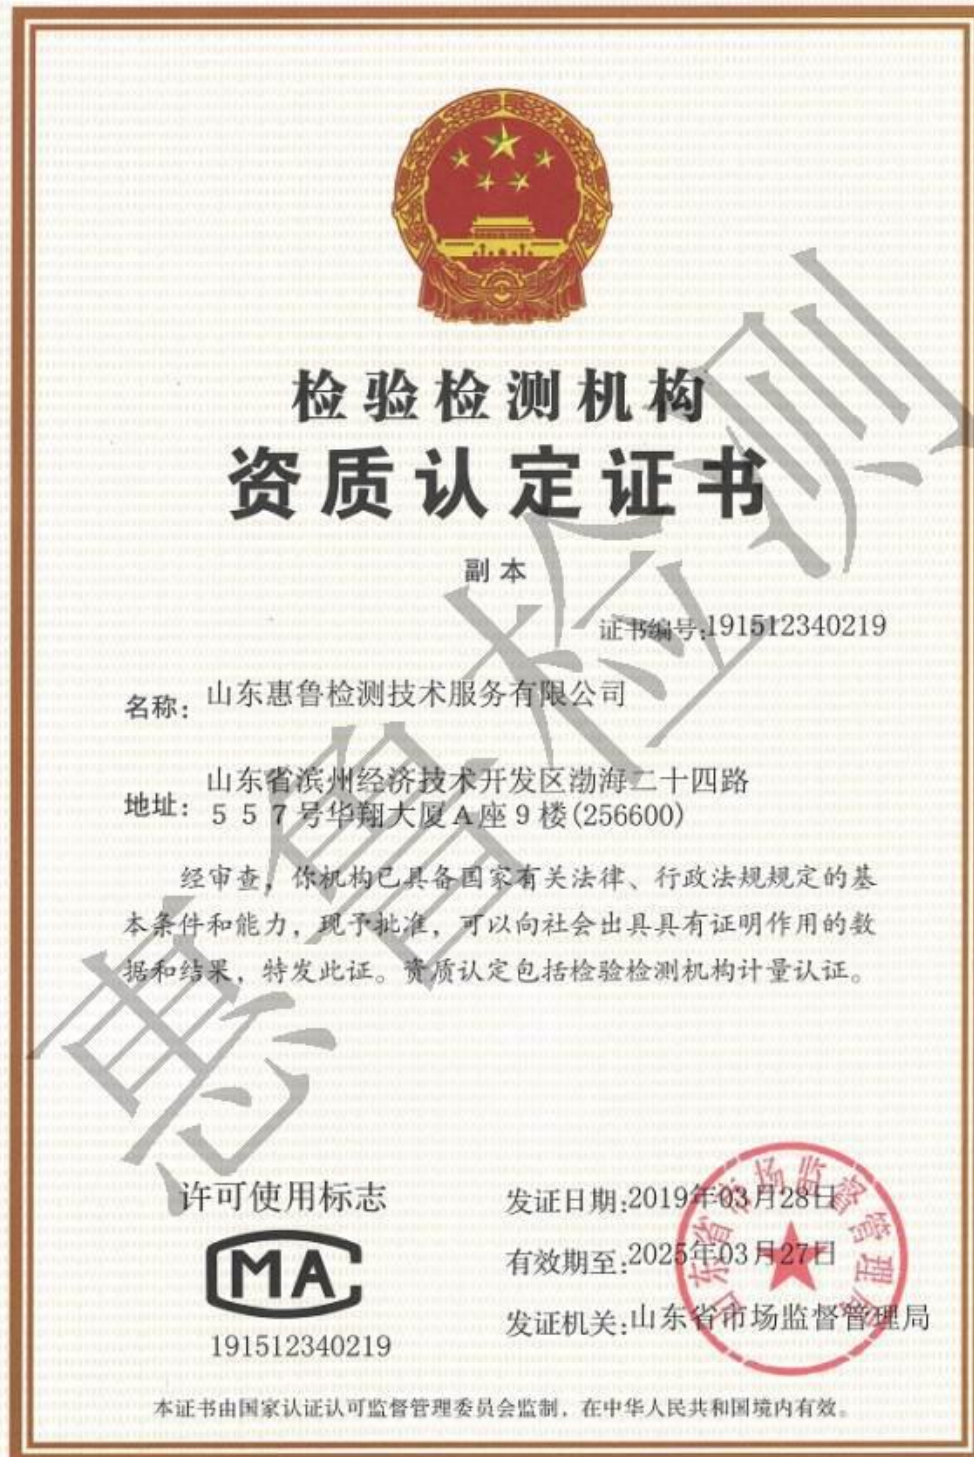 检验检测机构
资质认定证书
副本
证书编号:191512340219
名称: 山东惠鲁检测技术服务有限公司
地址: 山东省滨州经济技术开发区渤海二十四路
557号华翔大厦A座9楼(256600)
经审查，你机构已具备国家有关法律、行政法规规定的基
本条件和能力，现予批准，可以向社会出具具有证明作用的数
据和结果，特发此证。资质认定包括检验检测机构计量认证。
惠鲁检测
许可使用标志
MA
191512340219
发证日期:2019年03月28日
有效期至:2025年03月27日
发证机关:山东省市场监督管理局
山东省市场监督管理局
本证书由国家认证认可监督管理委员会监制，在中华人民共和国境内有效。